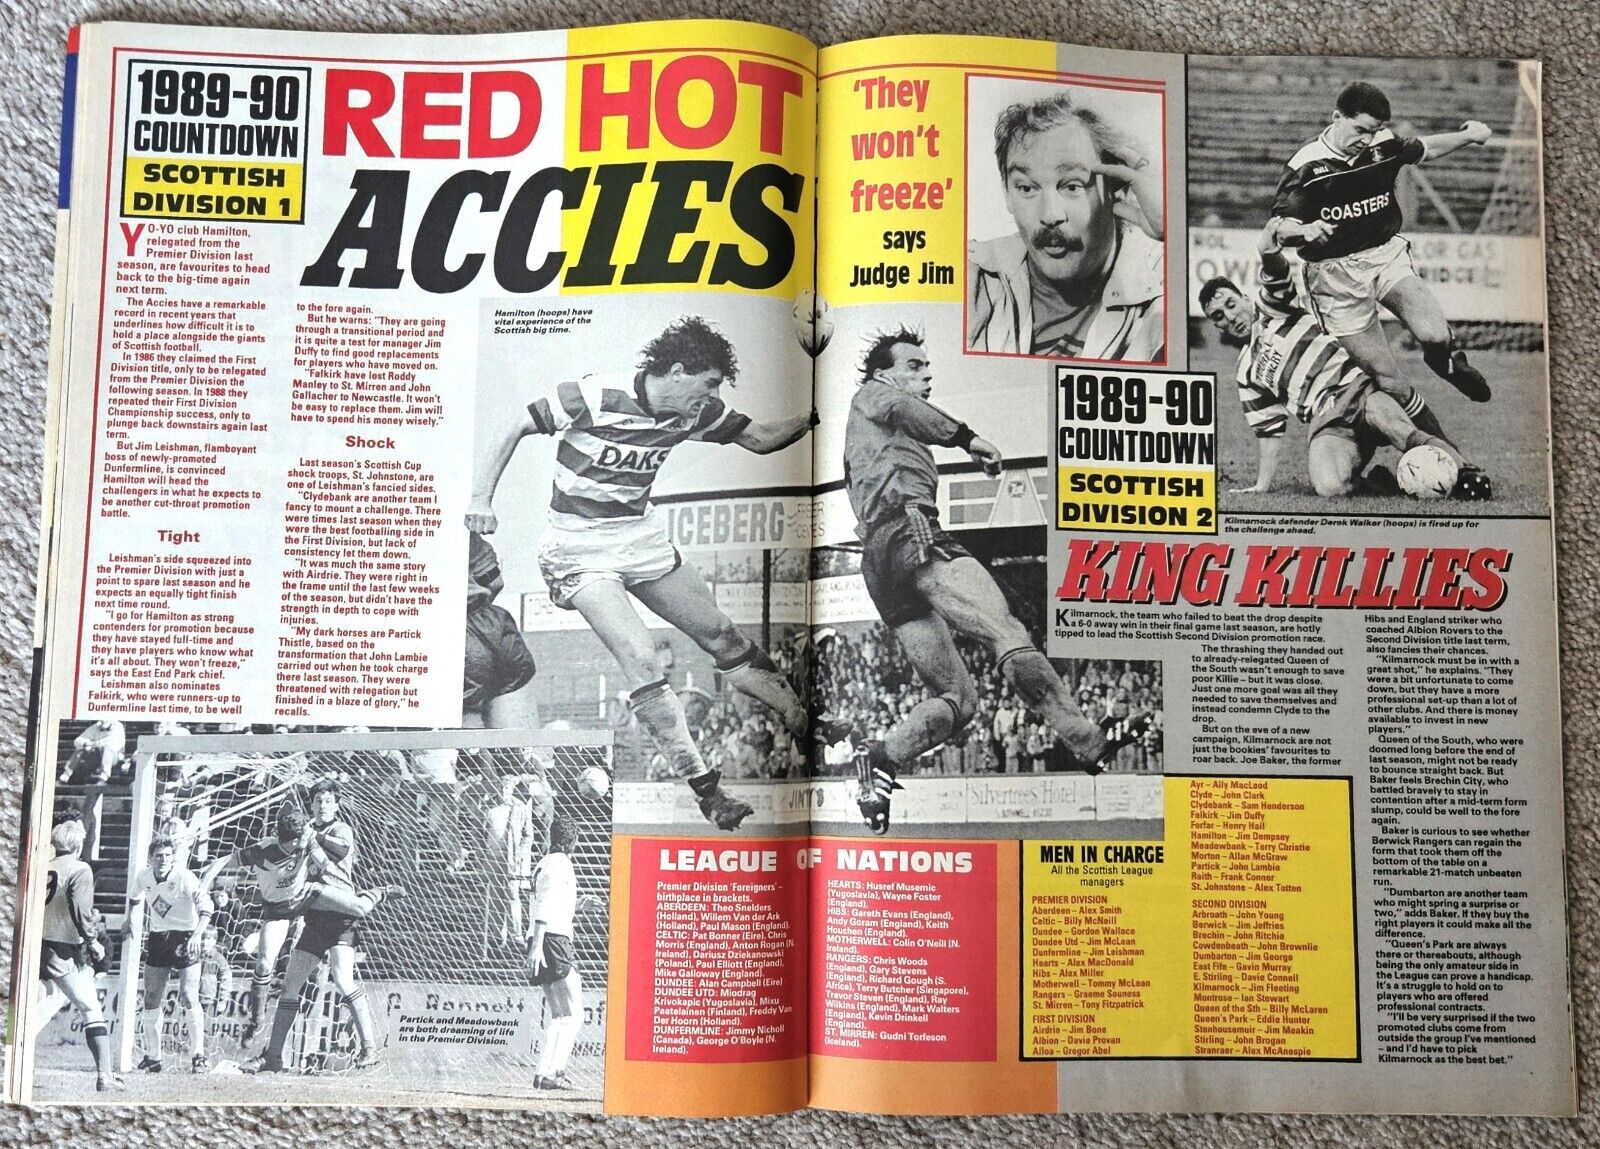 1989-90
COUNTDOWN
SCOTTISH
DIVISION 1
RED HOT
ACCIES
'They
won't
freeze'
says
Judge Jim
YO-YO club Hamilton,
relegated from the
Premier Division last
season, are favourites to head
back to the big-time again
next term.
The Accies have a remarkable
record in recent years that
underlines how difficult it is to
hold a place alongside the giants
of Scottish football.
In 1986 they claimed the First
Division title, only to be relegated
from the Premier Division the
following season. In 1988 they
repeated their First Division
Championship success, only to
plunge back downstairs again last
term.
But Jim Leishman, flamboyant
boss of newly-promoted
Dunfermline, is convinced
Hamilton will head the
challengers in what he expects to
be another cut-throat promotion
battle.
Tight
Leishman's side squeezed into
the Premier Division with just a
point to spare last season and he
expects an equally tight finish
next time round.
"I go for Hamilton as strong
contenders for promotion because
they have stayed full-time and
they have players who know what
it's all about. They won't freeze,"
says the East End Park chief.
Leishman also nominates
Falkirk, who were runners-up to
Dunfermline last time, to be well
to the fore again.
But he warns: "They are going
through a transitional period and
it is quite a test for manager Jim
Duffy to find good replacements
for players who have moved on.
"Falkirk have lost Roddy
Manley to St. Mirren and John
Gallacher to Newcastle. It won't
be easy to replace them. Jim will
have to spend his money wisely."
Shock
Last season's Scottish Cup
shock troops, St. Johnstone, are
one of Leishman's fancied sides.
"Clydebank are another team I
fancy to mount a challenge. There
were times last season when they
were the best footballing side in
the First Division, but lack of
consistency let them down.
"It was much the same story
with Airdrie. They were right in
the frame until the last few weeks
of the season, but didn't have the
strength in depth to cope with
injuries.
"My dark horses are Partick
Thistle, based on the
transformation that John Lambie
carried out when he took charge
there last season. They were
threatened with relegation but
finished in a blaze of glory," he
recalls.
Hamilton (hoops) have
vital experience of the
Scottish big time.
DAKS
ICEBERG
Silvertrees Hotel
Partick and Meadowbank
are both dreaming of life
in the Premier Division.
LEAGUE OF NATIONS
Premier Division 'Foreigners' –
birthplace in brackets.
ABERDEEN: Theo Snelders
(Holland), Willem Van der Ark
(Holland), Paul Mason (England).
CELTIC: Pat Bonner (Eire), Chris
Morris (England), Anton Rogan (N.
Ireland), Dariusz Dziekanowski
(Poland), Paul Elliott (England),
Mike Galloway (England).
DUNDEE: Alan Campbell (Eire)
DUNDEE UTD: Miodrag
Krivokapic (Yugoslavia), Mixu
Paatelainen (Finland), Freddy Van
Der Hoorn (Holland).
DUNFERMLINE: Jimmy Nicholl
(Canada), George O'Boyle (N.
Ireland).
HEARTS: Husref Musemic
(Yugoslavia), Wayne Foster
(England).
HIBS: Gareth Evans (England),
Andy Goram (England), Keith
Houchen (England).
MOTHERWELL: Colin O'Neill (N.
Ireland).
RANGERS: Chris Woods
(England), Gary Stevens
(England), Richard Gough (S.
Africa), Terry Butcher (Singapore),
Trevor Steven (England), Ray
Wilkins (England), Mark Walters
(England), Kevin Drinkell
(England).
ST. MIRREN: Gudni Torfeson
(Iceland).
COASTERS
Kilmarnock defender Derek Walker (hoops) is fired up for
the challenge ahead.
1989-90
COUNTDOWN
SCOTTISH
DIVISION 2
KING KILLIES
Kilmarnock, the team who failed to beat the drop despite
a 6-0 away win in their final game last season, are hotly
tipped to lead the Scottish Second Division promotion race.
The thrashing they handed out
to already-relegated Queen of
the South wasn't enough to save
poor Killie – but it was close.
Just one more goal was all they
needed to save themselves and
instead condemn Clyde to the
drop.
But on the eve of a new
campaign, Kilmarnock are not
just the bookies' favourites to
roar back. Joe Baker, the former
Hibs and England striker who
coached Albion Rovers to the
Second Division title last term,
also fancies their chances.
"Kilmarnock must be in with a
great shot," he explains. "They
were a bit unfortunate to come
down, but they have a more
professional set-up than a lot of
other clubs. And there is money
available to invest in new
players."
Queen of the South, who were
doomed long before the end of
last season, might not be ready
to bounce straight back. But
Baker feels Brechin City, who
battled bravely to stay in
contention after a mid-term form
slump, could be well to the fore
again.
Baker is curious to see whether
Berwick Rangers can regain the
form that took them off the
bottom of the table on a
remarkable 21-match unbeaten
run.
"Dumbarton are another team
who might spring a surprise or
two," adds Baker. If they buy the
right players it could make all the
difference.
"Queen's Park are always
there or thereabouts, although
being the only amateur side in
the League can prove a handicap.
It's a struggle to hold on to
players who are offered
professional contracts.
"I'll be very surprised if the two
promoted clubs come from
outside the group I've mentioned
– and I'd have to pick
Kilmarnock as the best bet."
MEN IN CHARGE
All the Scottish League
managers
PREMIER DIVISION
Aberdeen – Alex Smith
Celtic – Billy McNeill
Dundee – Gordon Wallace
Dundee Utd – Jim McLean
Dunfermline – Jim Leishman
Hearts – Alex MacDonald
Hibs – Alex Miller
Motherwell – Tommy McLean
Rangers – Graeme Souness
St. Mirren – Tony Fitzpatrick
FIRST DIVISION
Airdrie – Jim Bone
Albion – Davie Provan
Alloa – Gregor Abel
Ayr – Ally MacLeod
Clyde – John Clark
Clydebank – Sam Henderson
Falkirk – Jim Duffy
Forfar – Henry Hall
Hamilton – Jim Dempsey
Meadowbank – Terry Christie
Morton – Allan McGraw
Partick – John Lambie
Raith – Frank Connor
St. Johnstone – Alex Totten
SECOND DIVISION
Arbroath – John Young
Berwick – Jim Jeffries
Brechin – John Ritchie
Cowdenbeath – John Brownlie
Dumbarton – Jim George
East Fife – Gavin Murray
E. Stirling – Davie Connell
Kilmarnock – Jim Fleeting
Montrose – Ian Stewart
Queen of the Sth – Billy McLaren
Queen's Park – Eddie Hunter
Stenhousemuir – Jim Meakin
Stirling – John Brogan
Stranraer – Alex McAnespie